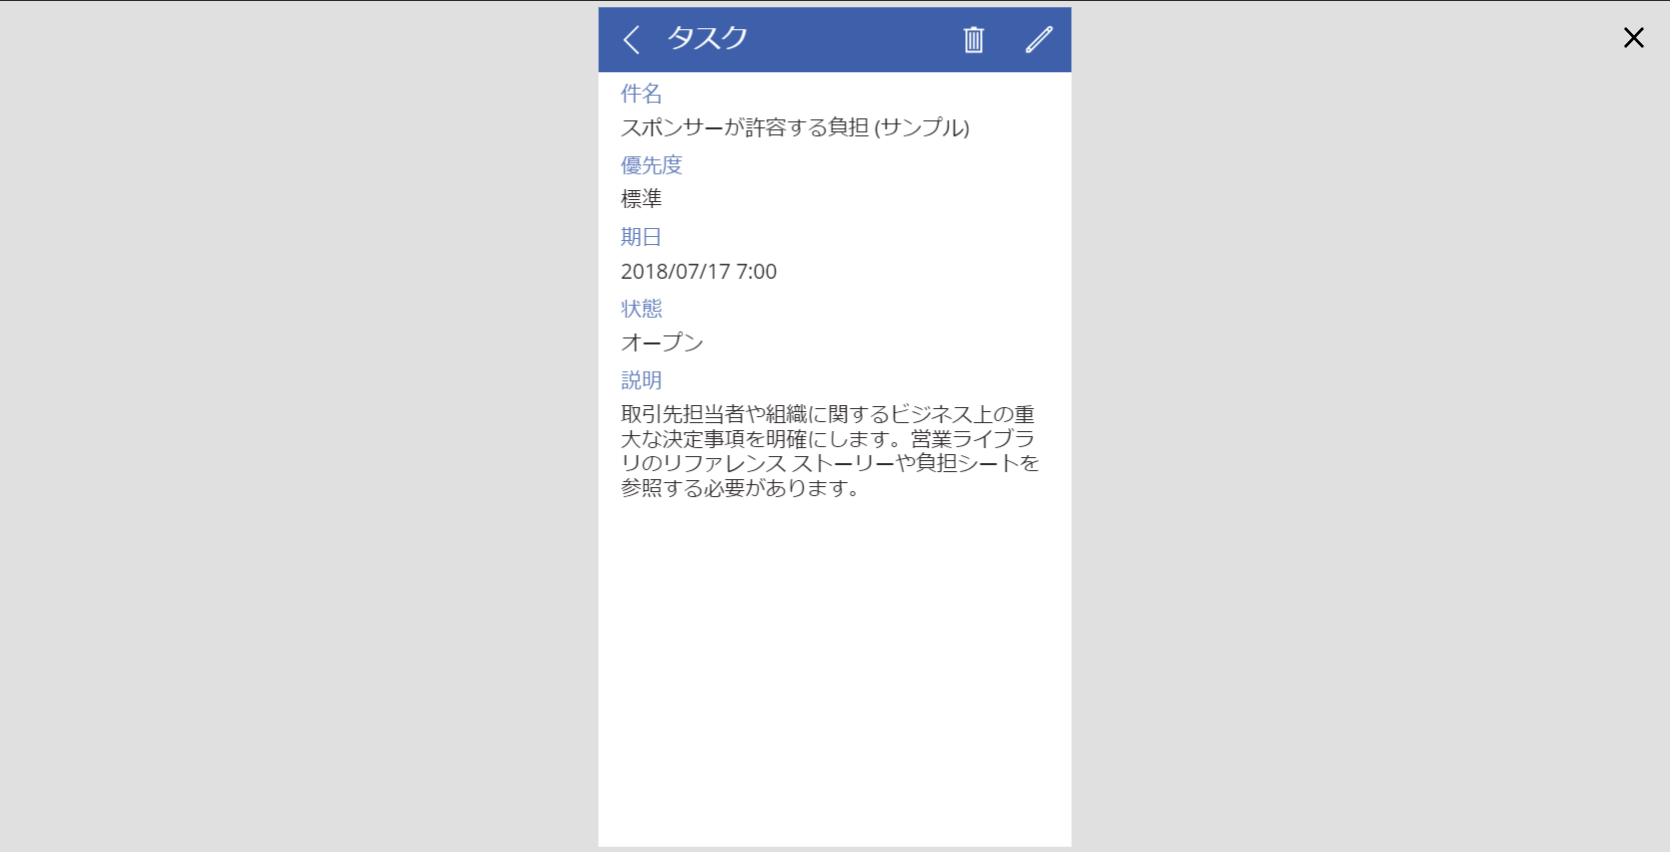 タスク
件名
スポンサーが許容する負担 (サンプル)
優先度
標準
期日
2018/07/17 7:00
状態
オープン
説明
取引先担当者や組織に関するビジネス上の重
大な決定事項を明確にします。営業ライブラ
リのリファレンス ストーリーや負担シートを
参照する必要があります。